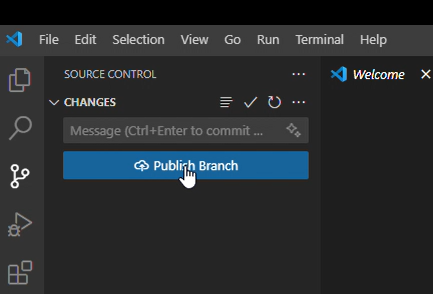 File Edit Selection View Go Run Terminal Help
SOURCE CONTROL
Welcome
CHANGES
Message (Ctrl+Enter to commit ...
Publish Branch